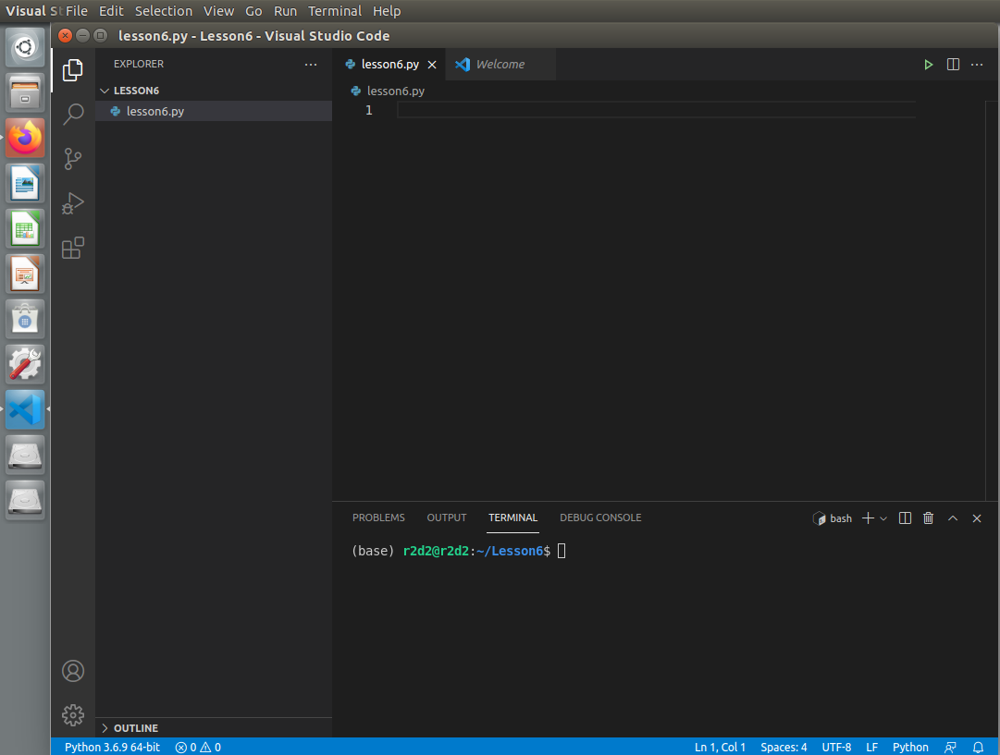 Visual St File Edit Selection View Go Run Terminal Help
lesson6.py - Lesson6 - Visual Studio Code
EXPLORER
LESSON6
lesson6.py
OUTLINE
lesson6.py Welcome
lesson6.py
1
PROBLEMS OUTPUT TERMINAL DEBUG CONSOLE bash
(base) r2d2@r2d2:~/Lesson6$
Python 3.6.9 64-bit 0 0 Ln 1, Col 1 Spaces: 4 UTF-8 LF Python